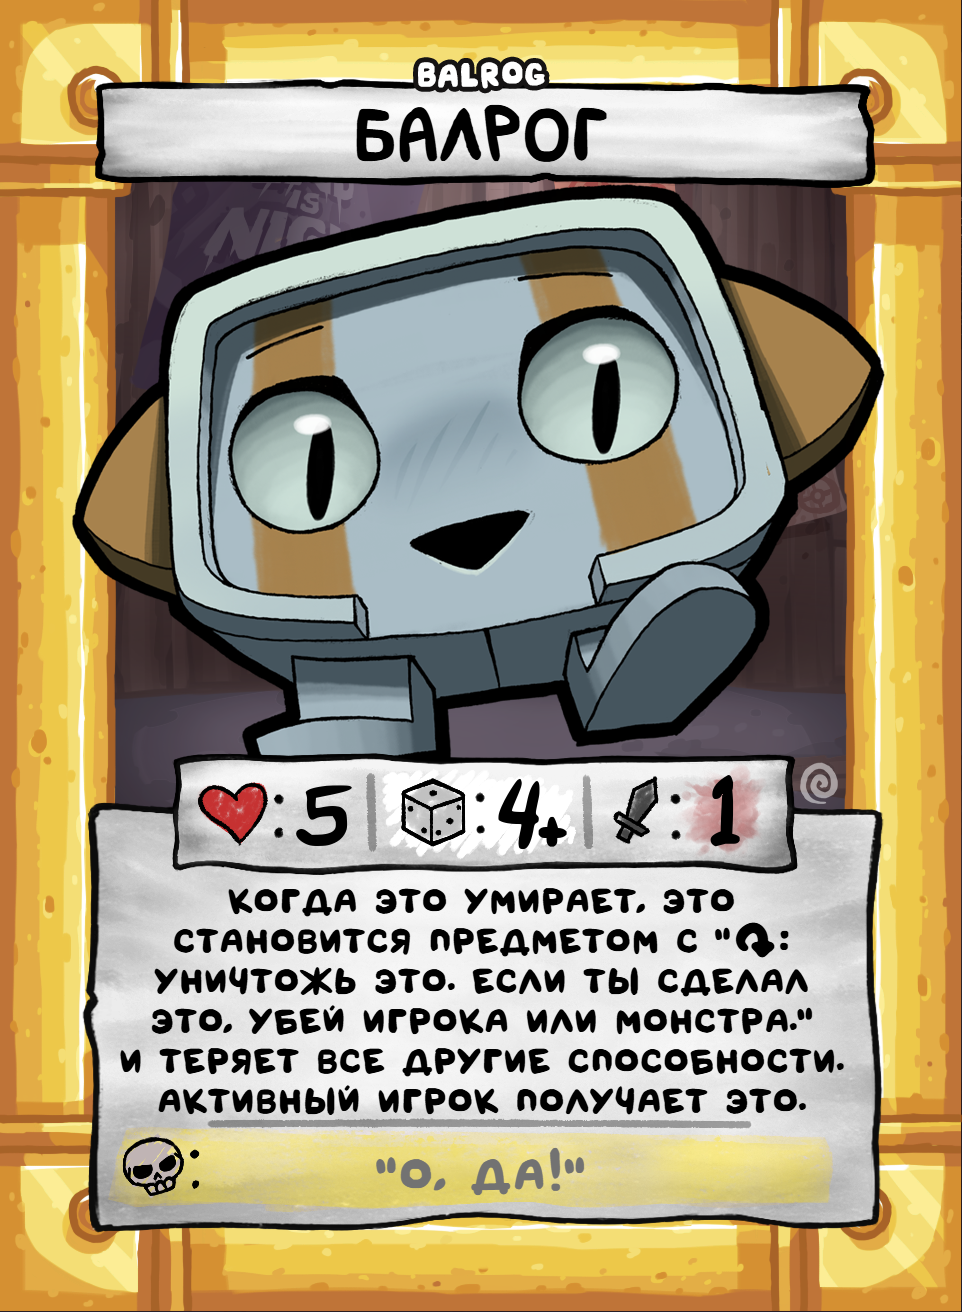 BALROG
БАЛРОГ
IS
: 5
: 4+
: 1
КОГДА ЭТО УМИРАЕТ, ЭТО
СТАНОВИТСЯ ПРЕДМЕТОМ С "↷:
УНИЧТОЖЬ ЭТО. ЕСЛИ ТЫ СДЕЛАЛ
ЭТО, УБЕЙ ИГРОКА ИЛИ МОНСТРА."
И ТЕРЯЕТ ВСЕ ДРУГИЕ СПОСОБНОСТИ.
АКТИВНЫЙ ИГРОК ПОЛУЧАЕТ ЭТО.
: "О, ДА!"